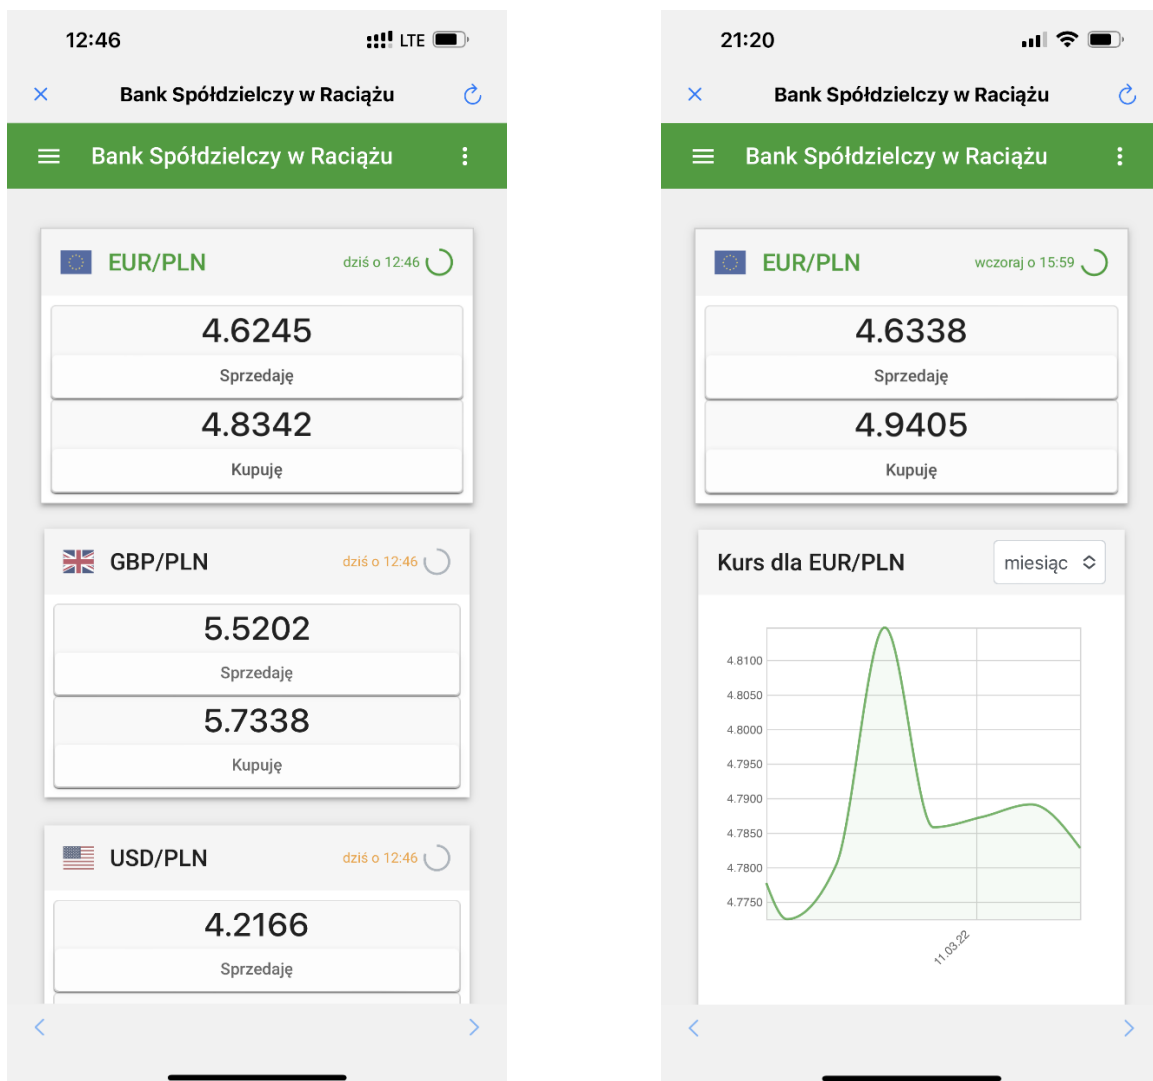 12:46
LTE
Bank Spółdzielczy w Raciążu
Bank Spółdzielczy w Raciążu
EUR/PLN
dziś o 12:46
4.6245
Sprzedaję
4.8342
Kupuję
GBP/PLN
dziś o 12:46
5.5202
Sprzedaję
5.7338
Kupuję
USD/PLN
dziś o 12:46
4.2166
Sprzedaję
21:20
Bank Spółdzielczy w Raciążu
Bank Spółdzielczy w Raciążu
EUR/PLN
wczoraj o 15:59
4.6338
Sprzedaję
4.9405
Kupuję
Kurs dla EUR/PLN
miesiąc
4.8100
4.8050
4.8000
4.7950
4.7900
4.7850
4.7800
4.7750
11.03.22